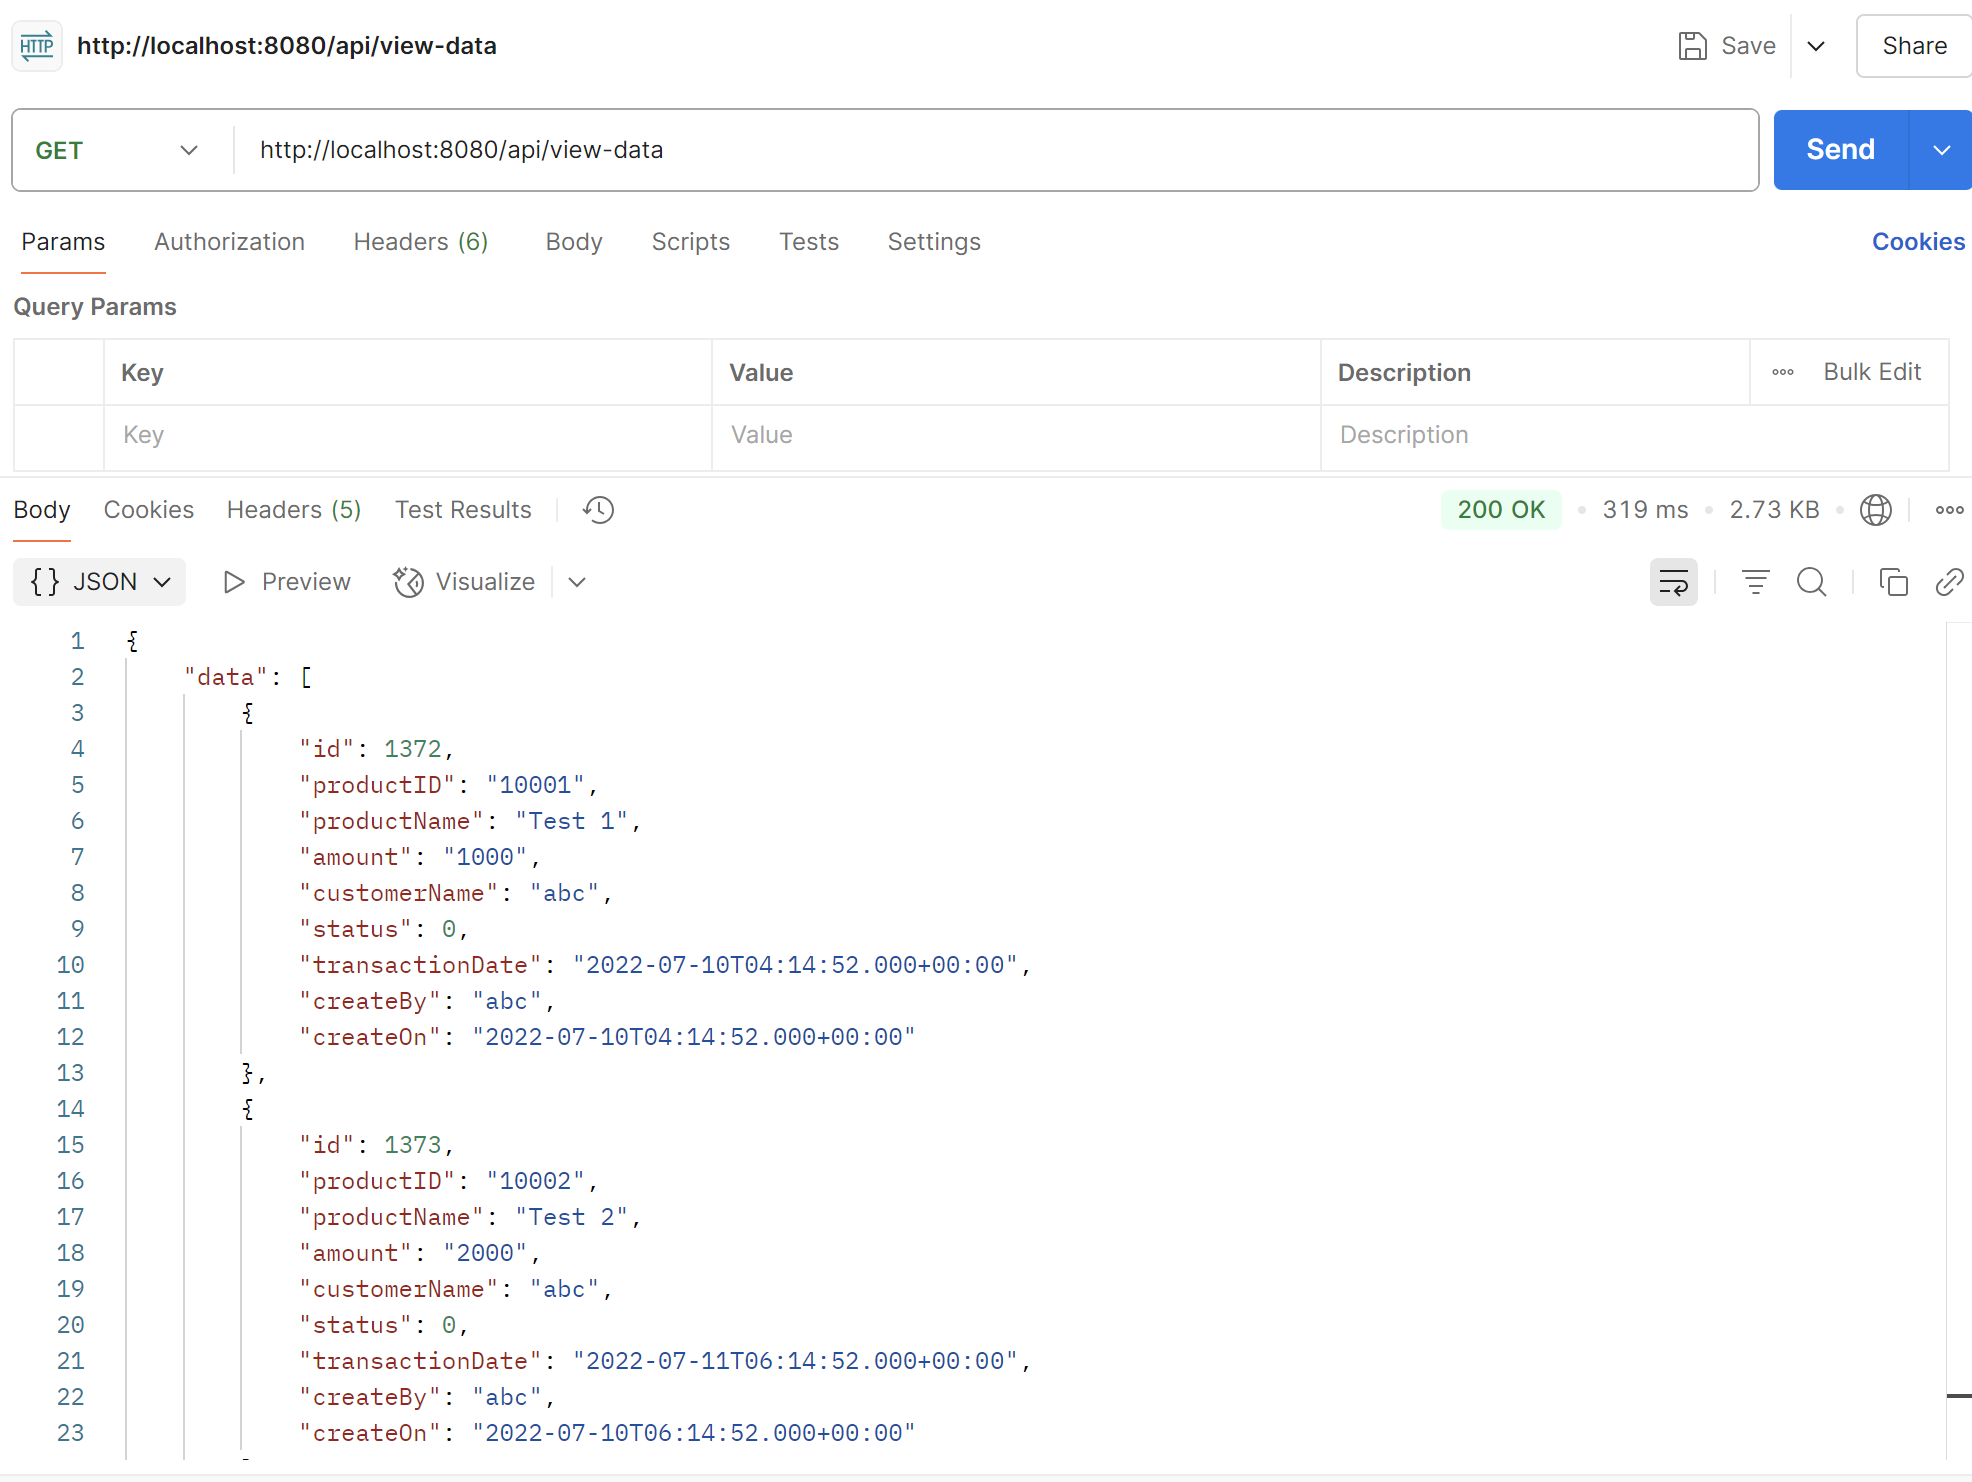 HTTP http://localhost:8080/api/view-data Save Share
GET http://localhost:8080/api/view-data Send
Params Authorization Headers (6) Body Scripts Tests Settings Cookies
Query Params
Key Value Description Bulk Edit
Key Value Description
Body Cookies Headers (5) Test Results 200 OK • 319 ms • 2.73 KB •
{} JSON Preview Visualize
1 {
2 "data": [
3 {
4 "id": 1372,
5 "productID": "10001",
6 "productName": "Test 1",
7 "amount": "1000",
8 "customerName": "abc",
9 "status": 0,
10 "transactionDate": "2022-07-10T04:14:52.000+00:00",
11 "createBy": "abc",
12 "createOn": "2022-07-10T04:14:52.000+00:00"
13 },
14 {
15 "id": 1373,
16 "productID": "10002",
17 "productName": "Test 2",
18 "amount": "2000",
19 "customerName": "abc",
20 "status": 0,
21 "transactionDate": "2022-07-11T06:14:52.000+00:00",
22 "createBy": "abc",
23 "createOn": "2022-07-10T06:14:52.000+00:00"